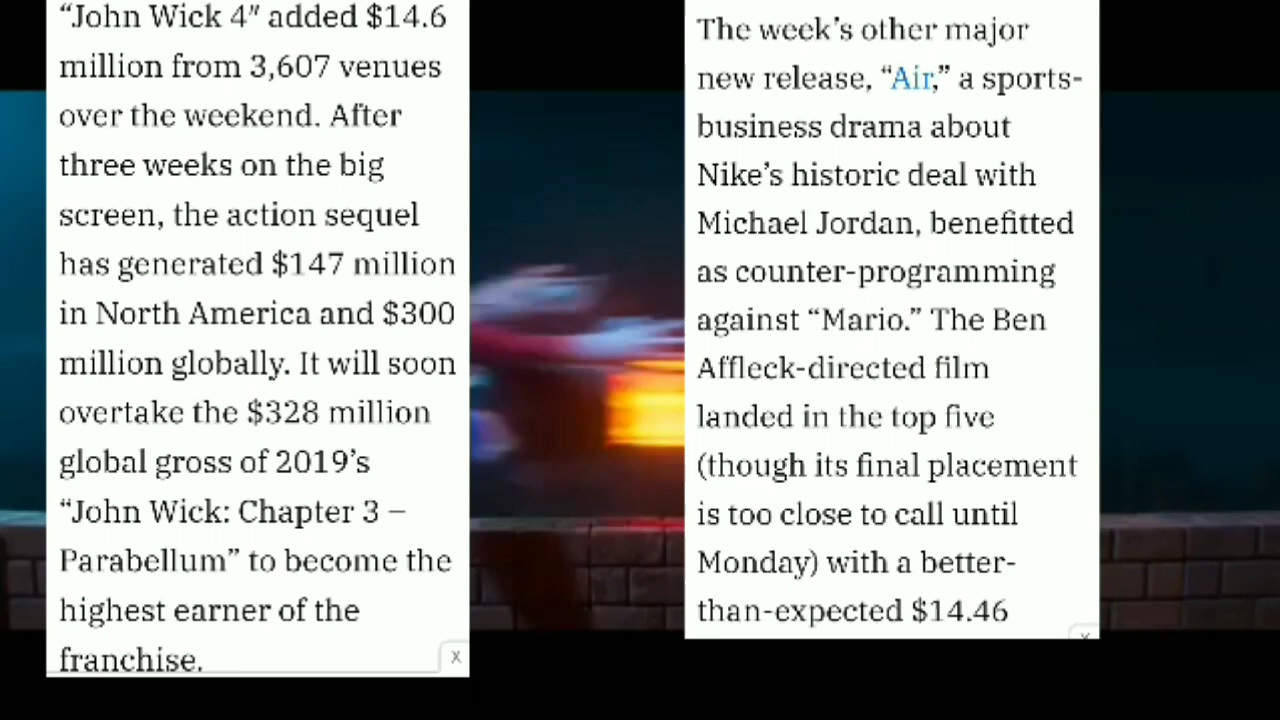 “John Wick 4″ added $14.6
million from 3,607 venues
over the weekend. After
three weeks on the big
screen, the action sequel
has generated $147 million
in North America and $300
million globally. It will soon
overtake the $328 million
global gross of 2019’s
“John Wick: Chapter 3 –
Parabellum” to become the
highest earner of the
franchise.
X
The week’s other major
new release, “Air,” a sports-
business drama about
Nike’s historic deal with
Michael Jordan, benefitted
as counter-programming
against “Mario.” The Ben
Affleck-directed film
landed in the top five
(though its final placement
is too close to call until
Monday) with a better-
than-expected $14.46
X